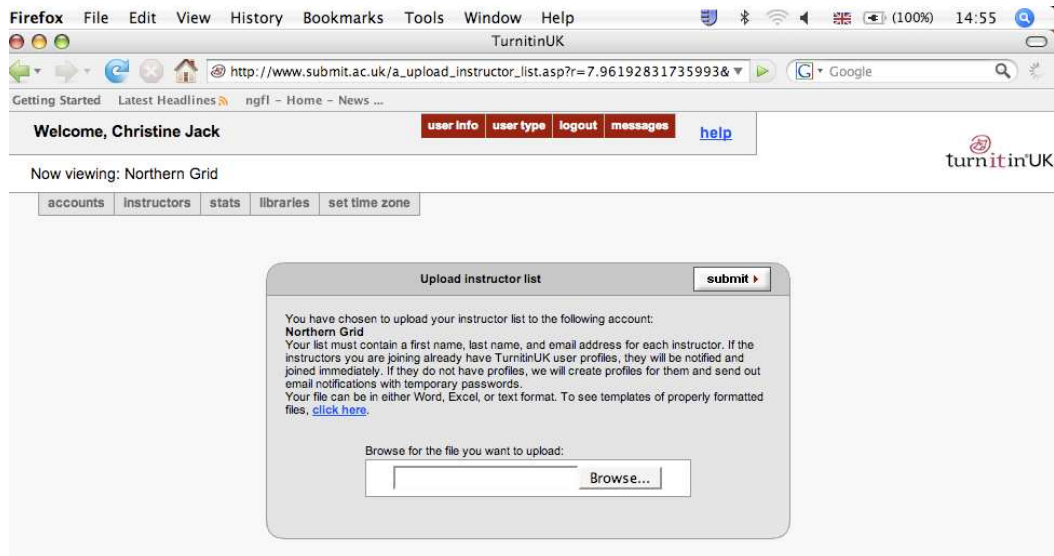 Firefox File Edit View History Bookmarks Tools Window Help (100%) 14:55
TurnitinUK
http://www.submit.ac.uk/a_upload_instructor_list.asp?r=7.96192831735993& G Google
Getting Started Latest Headlines ngfl - Home - News ...
Welcome, Christine Jack user info user type logout messages help
turnitin UK
Now viewing: Northern Grid
accounts instructors stats libraries set time zone
Upload instructor list submit
You have chosen to upload your instructor list to the following account:
Northern Grid
Your list must contain a first name, last name, and email address for each instructor. If the
instructors you are joining already have TurnitinUK user profiles, they will be notified and
joined immediately. If they do not have profiles, we will create profiles for them and send out
email notifications with temporary passwords.
Your file can be in either Word, Excel, or text format. To see templates of properly formatted
files, click here.
Browse for the file you want to upload:
Browse...